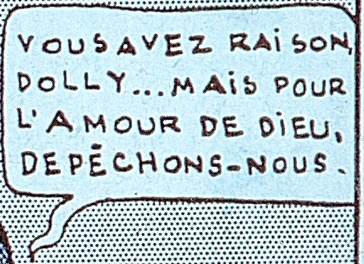 VOUS AVEZ RAISON,
DOLLY... MAIS POUR
L'AMOUR DE DIEU,
DEPÊCHONS-NOUS.